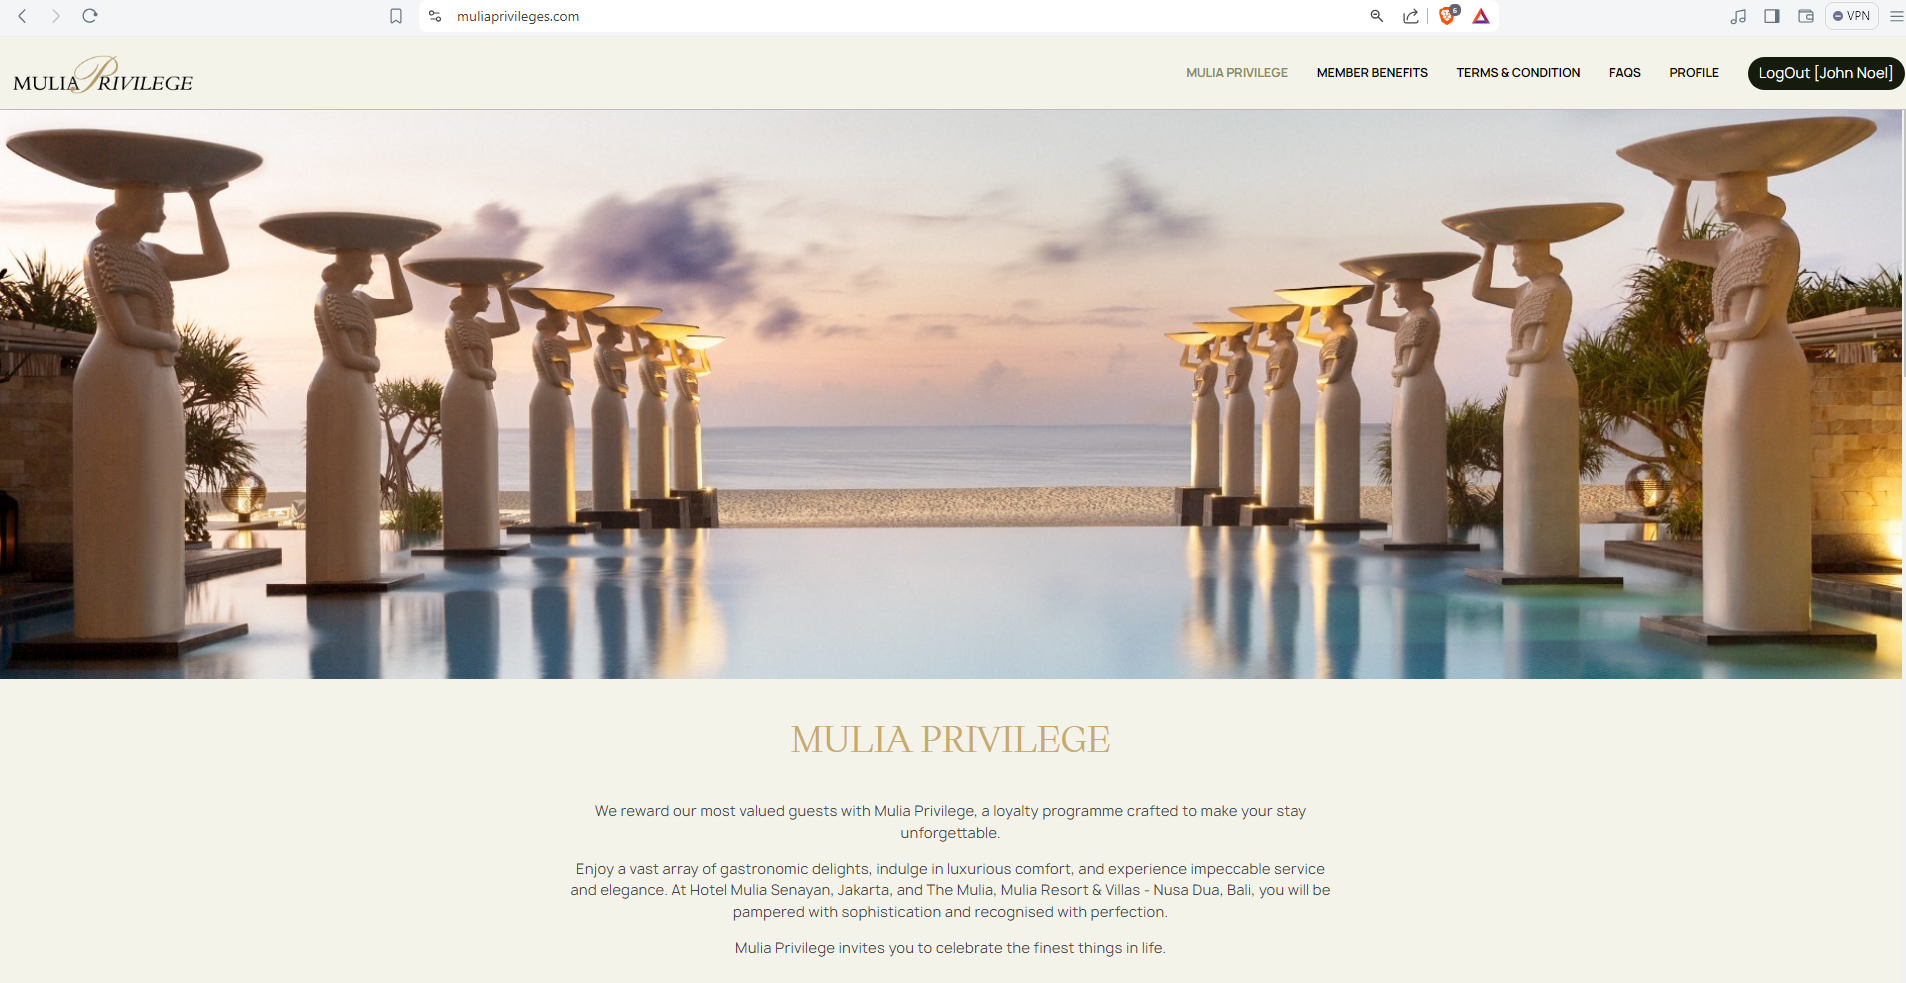 muliaprivileges.com
6
VPN
MULIA PRIVILEGE
MULIA PRIVILEGE
MEMBER BENEFITS
TERMS & CONDITION
FAQS
PROFILE
LogOut [John Noel]
MULIA PRIVILEGE
We reward our most valued guests with Mulia Privilege, a loyalty programme crafted to make your stay
unforgettable.
Enjoy a vast array of gastronomic delights, indulge in luxurious comfort, and experience impeccable service
and elegance. At Hotel Mulia Senayan, Jakarta, and The Mulia, Mulia Resort & Villas - Nusa Dua, Bali, you will be
pampered with sophistication and recognised with perfection.
Mulia Privilege invites you to celebrate the finest things in life.